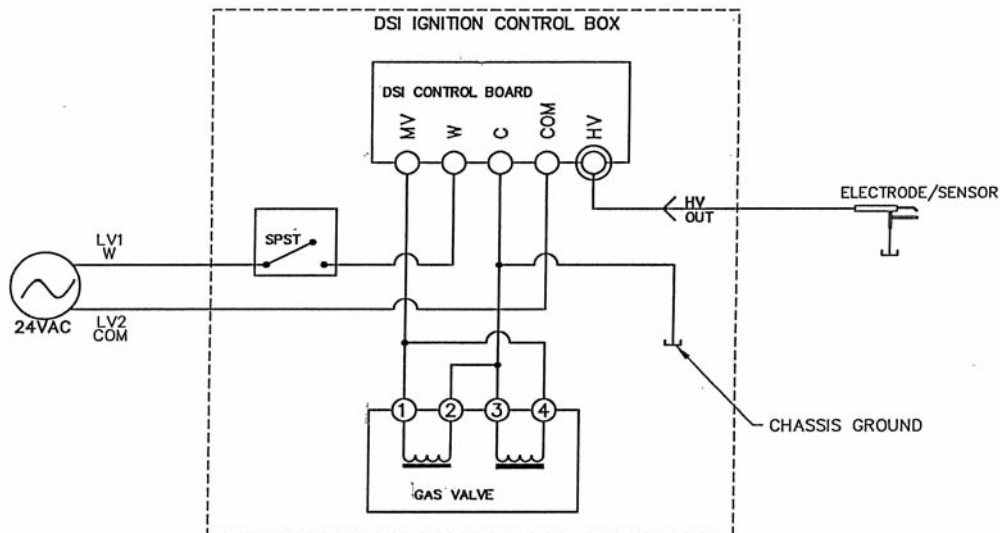 DSI IGNITION CONTROL BOX
DSI CONTROL BOARD
MV
W
C
COM
HV
HV
OUT
ELECTRODE/SENSOR
SPST
LV1
W
24VAC
LV2
COM
1
2
3
4
GAS VALVE
CHASSIS GROUND